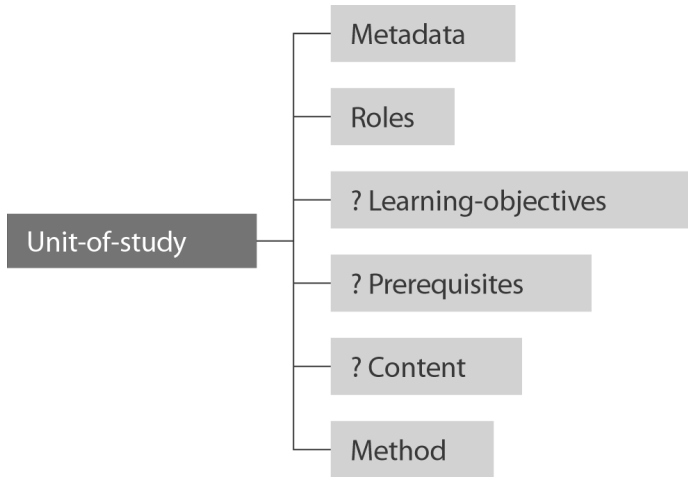 Metadata
Roles
? Learning-objectives
Unit-of-study
? Prerequisites
? Content
Method